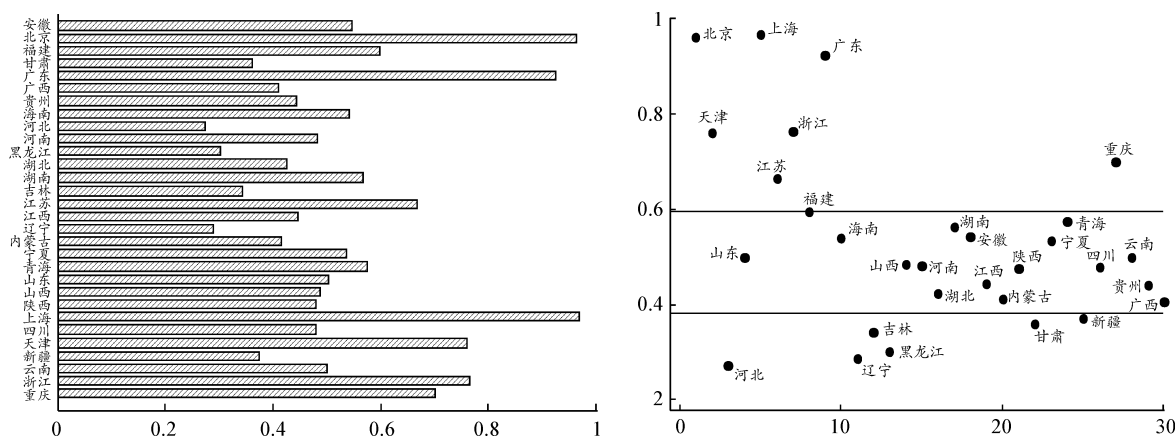 安徽
北京
福建
甘肃
广东
广西
贵州
海南
河北
河南
黑龙江
湖北
湖南
吉林
江苏
江西
辽宁
内蒙古
宁夏
青海
山东
山西
陕西
上海
四川
天津
新疆
云南
浙江
重庆
0 0.2 0.4 0.6 0.8 1
1
0.8
0.6
0.4
2
0 10 20 30
北京
上海
广东
天津
浙江
重庆
江苏
福建
海南
湖南
青海
安徽
宁夏
山东
山西
河南
陕西
四川
云南
江西
湖北
内蒙古
贵州
广西
吉林
甘肃
新疆
黑龙江
辽宁
河北